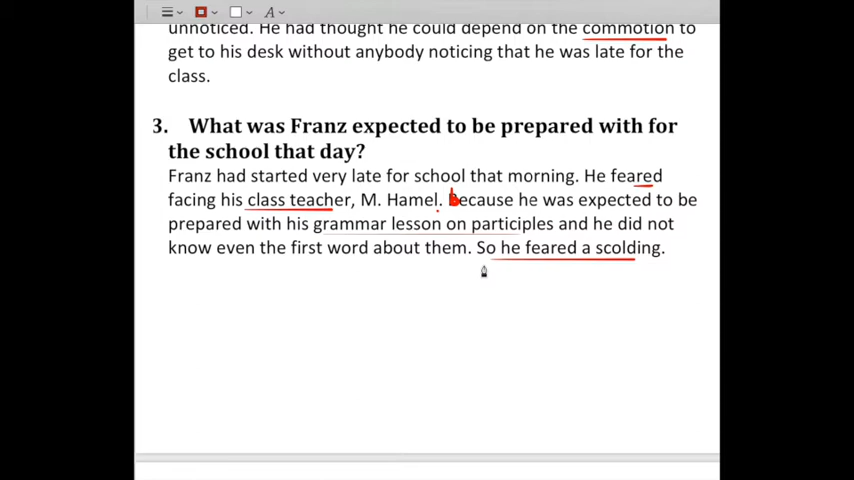 A
unnoticed. He had thought he could depend on the commotion to
get to his desk without anybody noticing that he was late for the
class.
3. What was Franz expected to be prepared with for
the school that day?
Franz had started very late for school that morning. He feared
facing his class teacher, M. Hamel. Because he was expected to be
prepared with his grammar lesson on participles and he did not
know even the first word about them. So he feared a scolding.